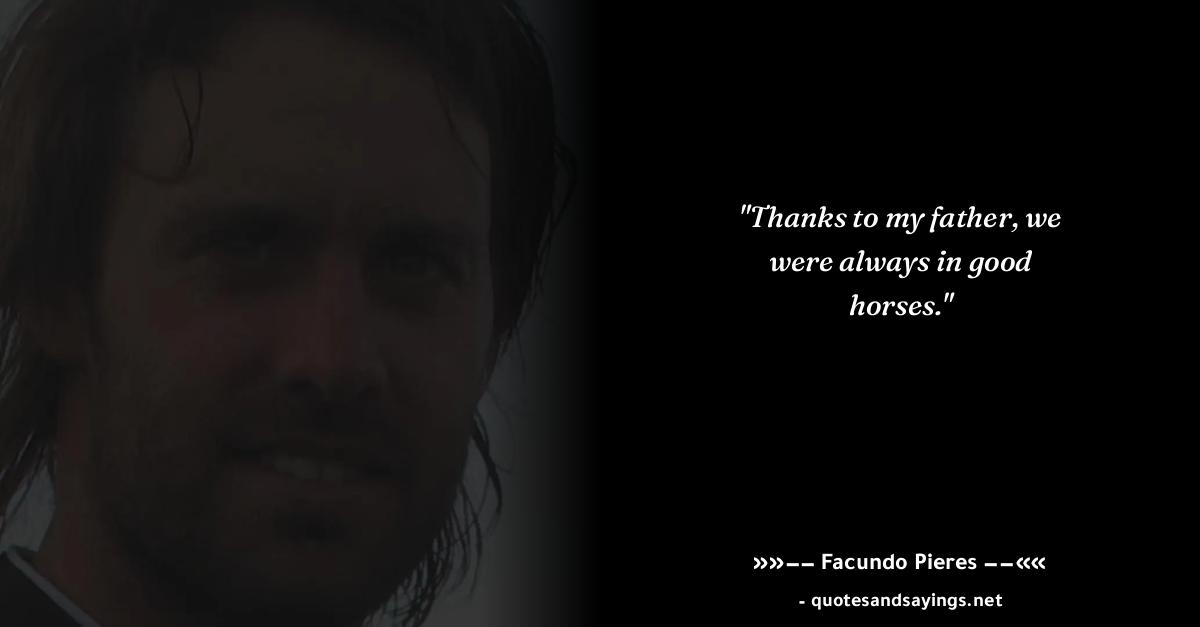 "Thanks to my father, we
were always in good
horses."
»»−− Facundo Pieres −−««
- quotesandsayings.net